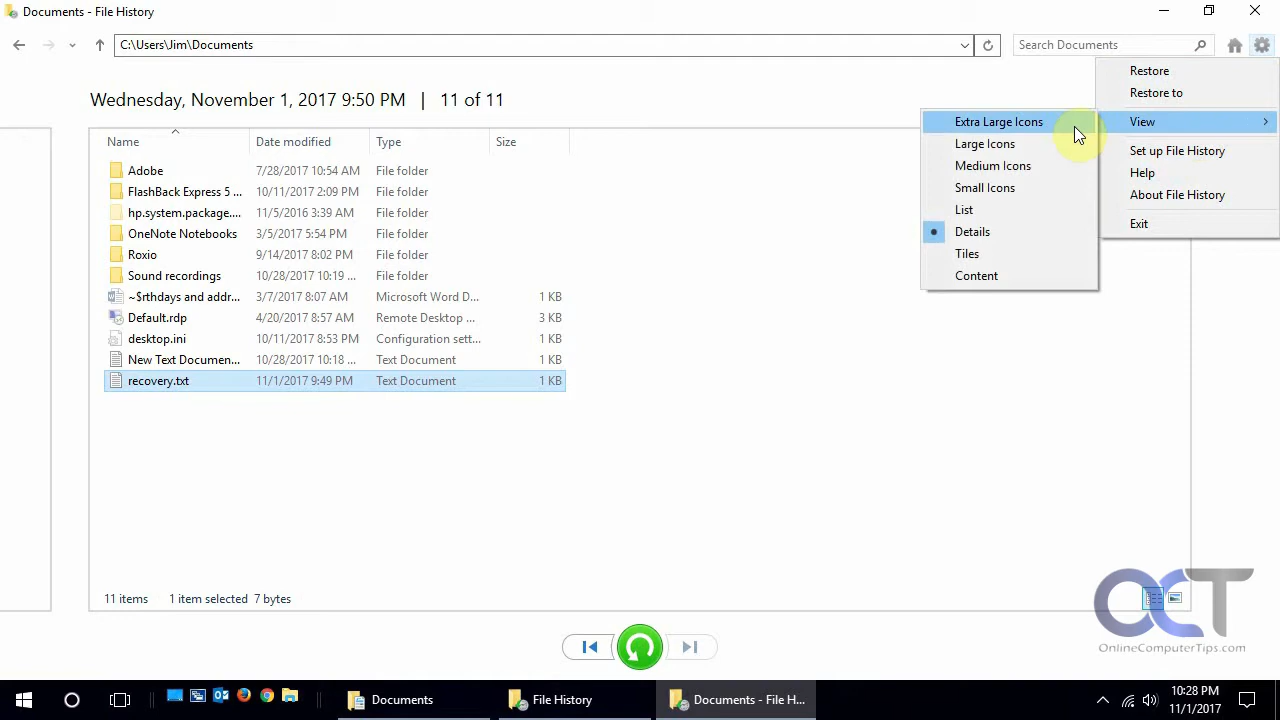 Documents - File History
C:\Users\Jim\Documents
Search Documents
Wednesday, November 1, 2017 9:50 PM | 11 of 11
Name Date modified Type Size
Adobe 7/28/2017 10:54 AM File folder
FlashBack Express 5 ... 10/11/2017 2:09 PM File folder
hp.system.package.... 11/5/2016 3:39 AM File folder
OneNote Notebooks 3/5/2017 5:54 PM File folder
Roxio 9/14/2017 8:02 PM File folder
Sound recordings 10/28/2017 10:19 ... File folder
~$rthdays and addr... 3/7/2017 8:07 AM Microsoft Word D... 1 KB
Default.rdp 4/20/2017 8:57 AM Remote Desktop ... 3 KB
desktop.ini 10/11/2017 8:53 PM Configuration sett... 1 KB
New Text Documen... 10/28/2017 10:18 ... Text Document 1 KB
recovery.txt 11/1/2017 9:49 PM Text Document 1 KB
Extra Large Icons
Large Icons
Medium Icons
Small Icons
List
Details
Tiles
Content
Restore
Restore to
View
Set up File History
Help
About File History
Exit
11 items 1 item selected 7 bytes
OCT
OnlineComputerTips.com
Documents
File History
Documents - File H...
10:28 PM
11/1/2017